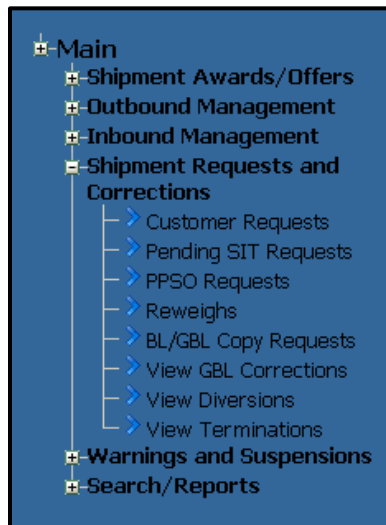 Main
Shipment Awards/Offers
Outbound Management
Inbound Management
Shipment Requests and
Corrections
Customer Requests
Pending SIT Requests
PPSO Requests
Reweighs
BL/GBL Copy Requests
View GBL Corrections
View Diversions
View Terminations
Warnings and Suspensions
Search/Reports